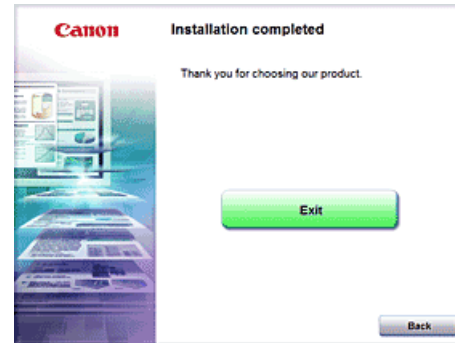 Canon
Installation completed
Thank you for choosing our product.
Exit
Back